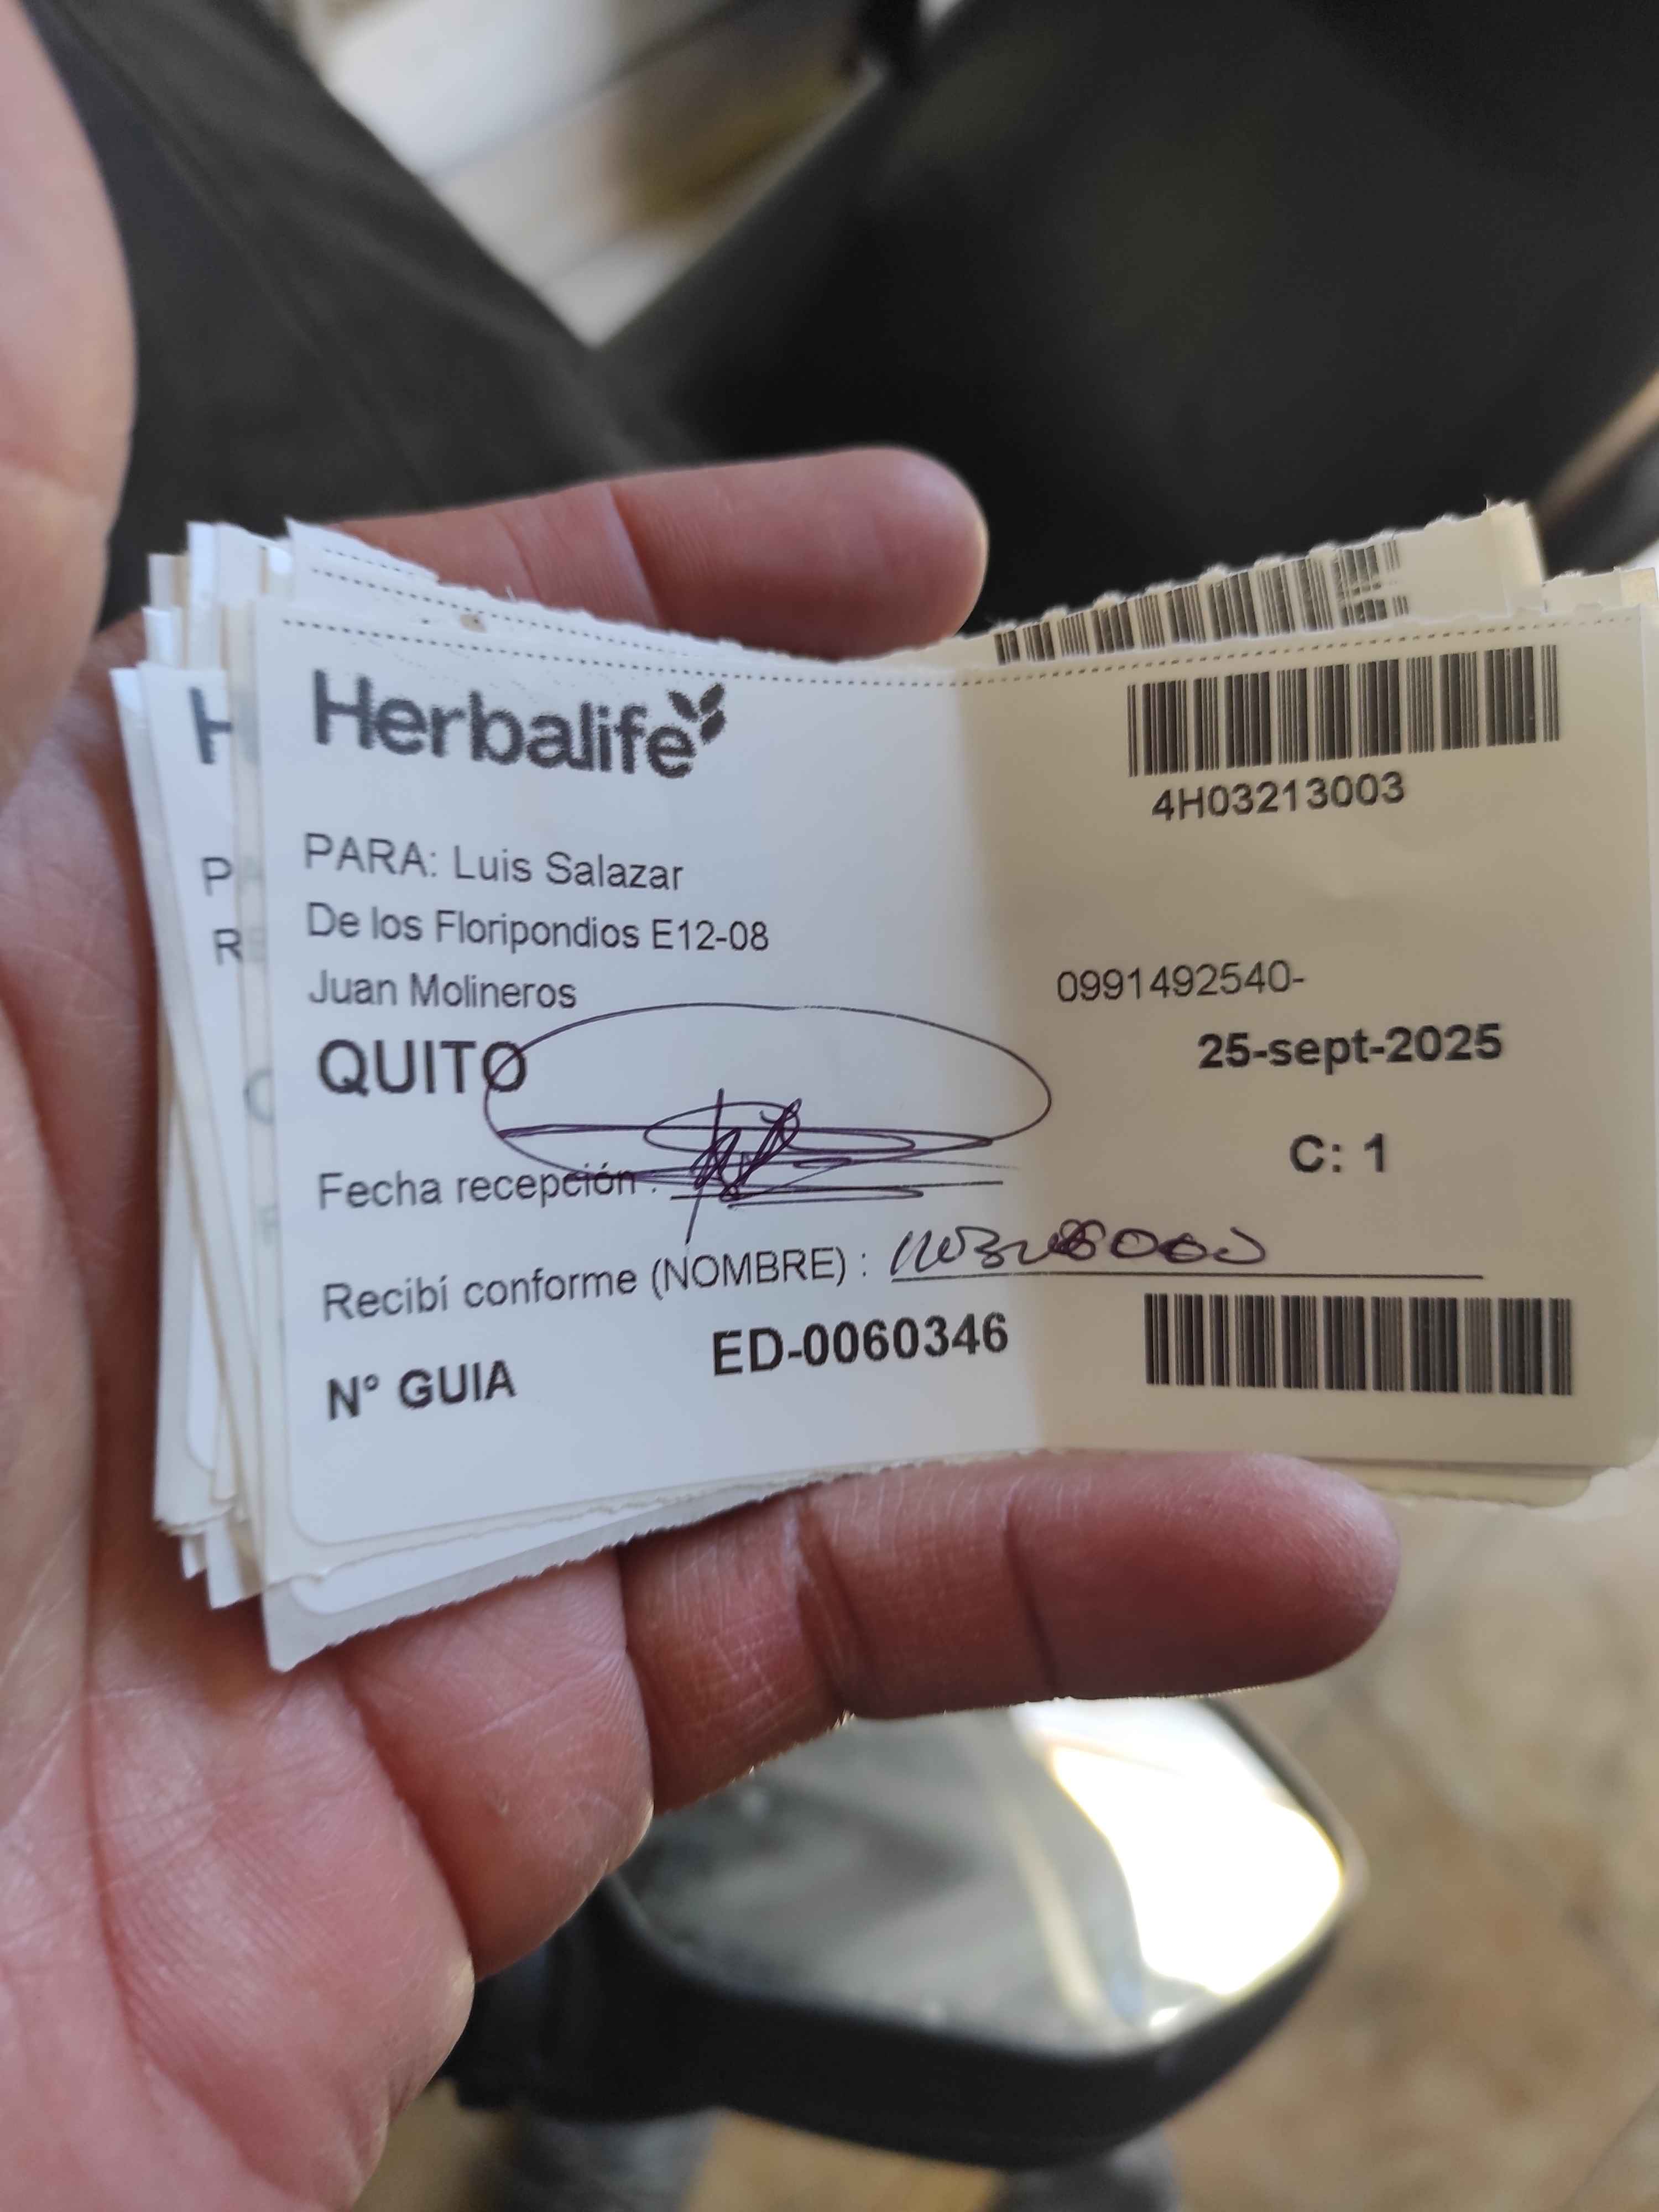 Herbalife
4H03213003
PARA: Luis Salazar
De los Floripondios E12-08
Juan Molineros
0991492540-
QUITO
25-sept-2025
C: 1
Fecha recepción :
Recibí conforme (NOMBRE) :
N° GUIA ED-0060346